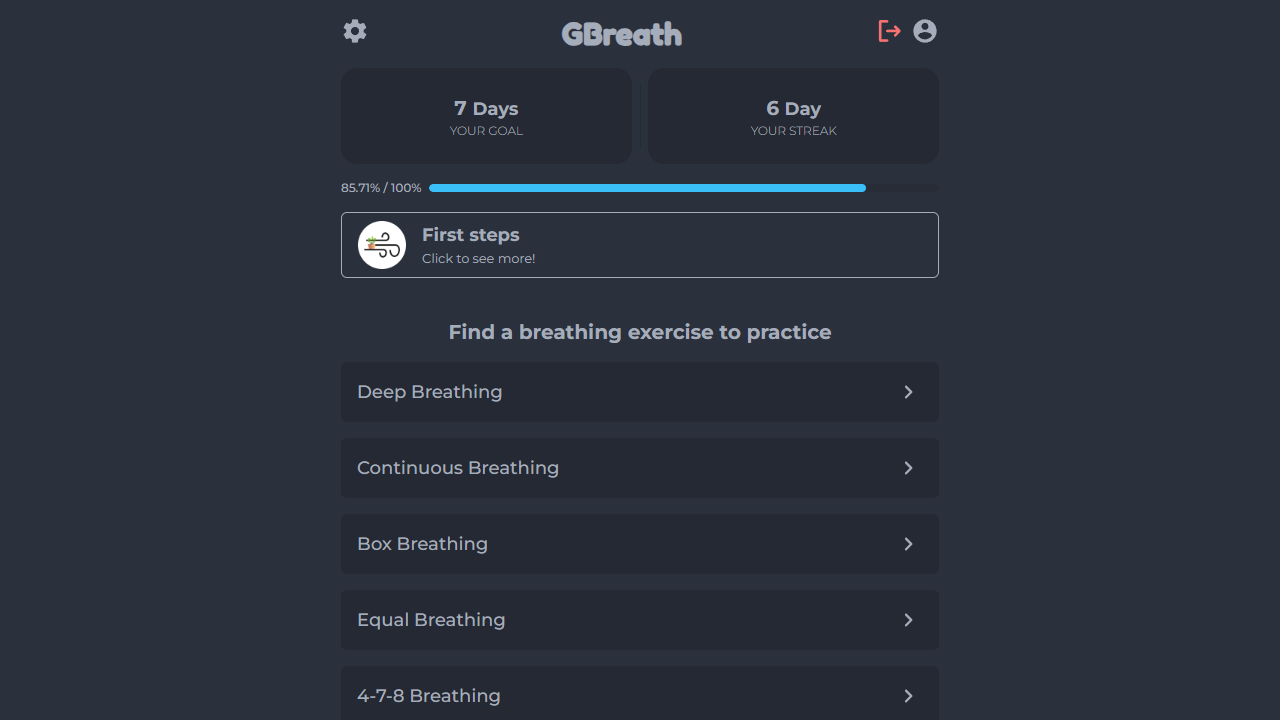 GBreath
7 Days
YOUR GOAL
6 Day
YOUR STREAK
85.71% / 100%
First steps
Click to see more!
Find a breathing exercise to practice
Deep Breathing
Continuous Breathing
Box Breathing
Equal Breathing
4-7-8 Breathing